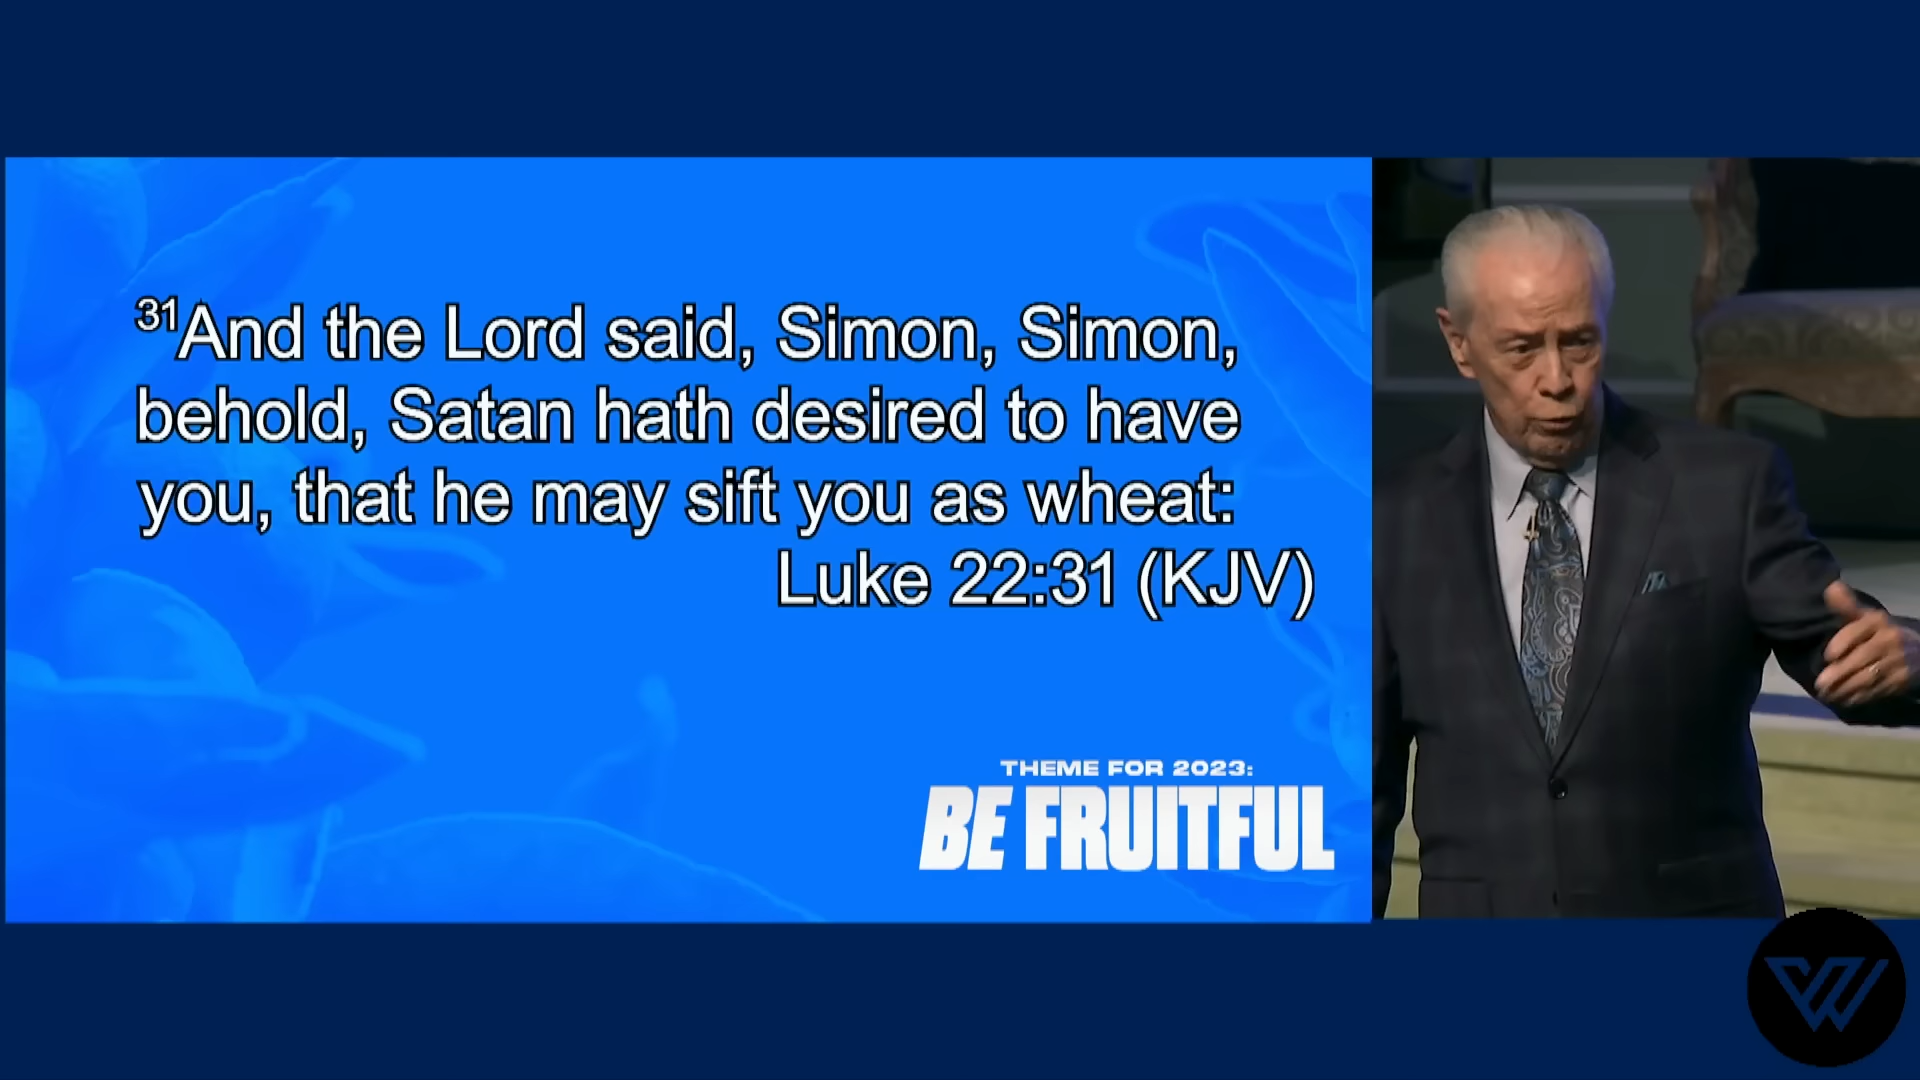 31And the Lord said, Simon, Simon,
behold, Satan hath desired to have
you, that he may sift you as wheat:
Luke 22:31 (KJV)
THEME FOR 2023:
BE FRUITFUL